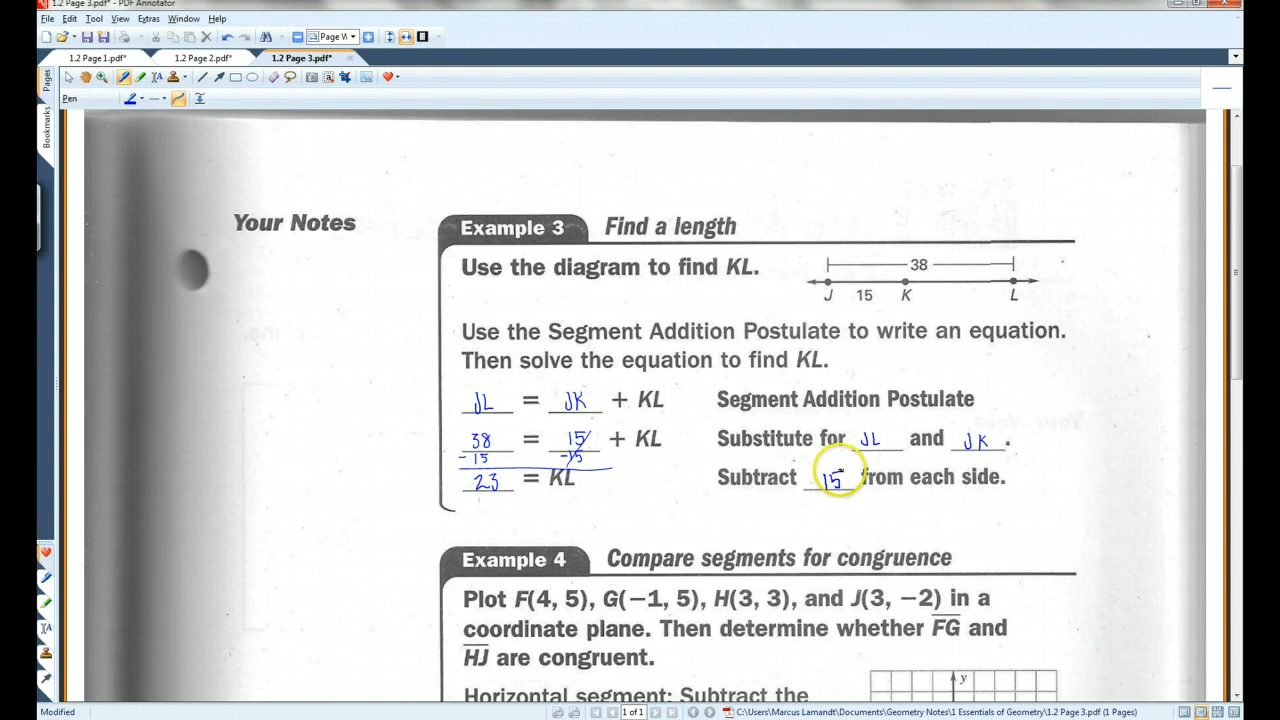 1.2 Page 3.pdf* - PDF Annotator
File Edit Tool View Extras Window Help
Page W
1.2 Page 1.pdf* 1.2 Page 2.pdf* 1.2 Page 3.pdf*
Pen
Pages
Bookmarks
Your Notes
Example 3 Find a length
Use the diagram to find KL.
38
J 15 K L
Use the Segment Addition Postulate to write an equation.
Then solve the equation to find KL.
JL = JK + KL Segment Addition Postulate
38 = 15 + KL Substitute for JL and JK.
-15 -15
23 = KL Subtract 15 from each side.
Example 4 Compare segments for congruence
Plot F(4, 5), G(−1, 5), H(3, 3), and J(3, −2) in a
coordinate plane. Then determine whether FG and
HJ are congruent.
y
Horizontal segment: Subtract the
Modified 1 of 1 C:\Users\Marcus Lamandt\Documents\Geometry Notes\1 Essentials of Geometry\1.2 Page 3.pdf (1 Pages)